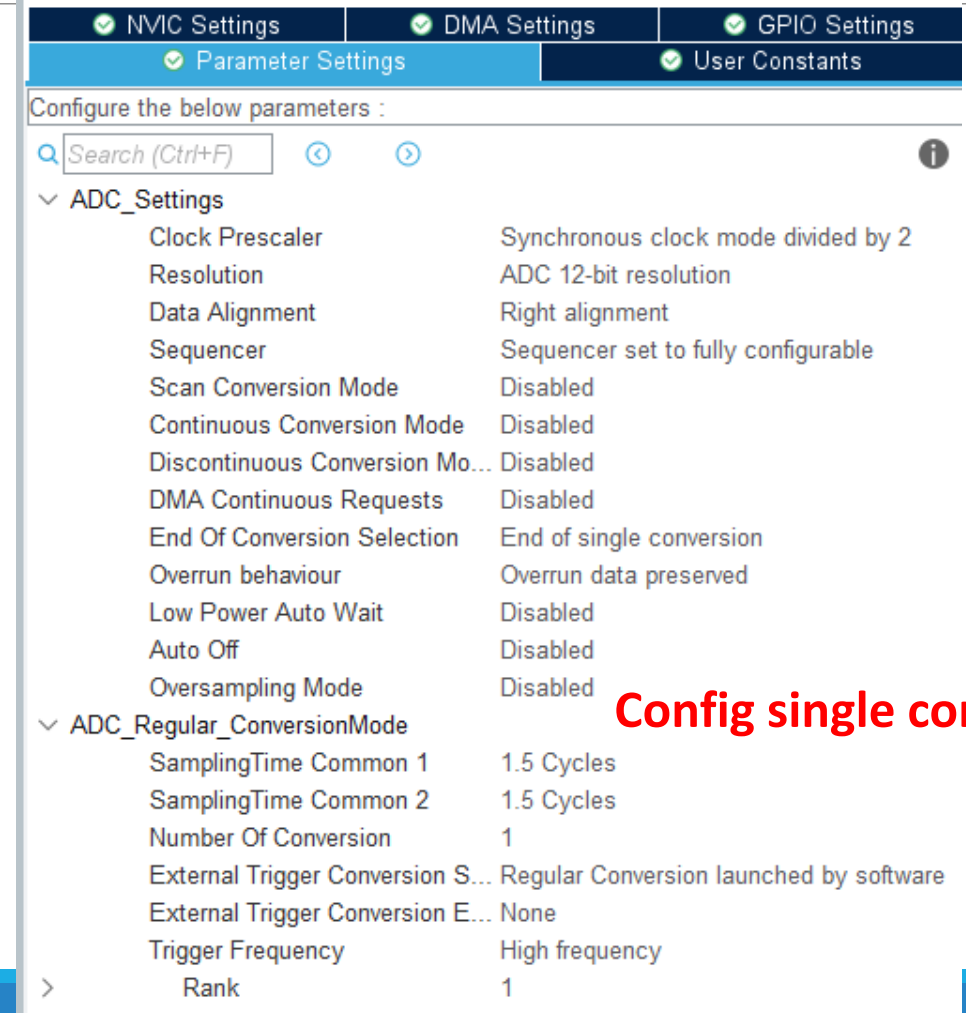 NVIC Settings DMA Settings GPIO Settings
Parameter Settings User Constants
Configure the below parameters :
Search (Ctrl+F)
ADC_Settings
Clock Prescaler Synchronous clock mode divided by 2
Resolution ADC 12-bit resolution
Data Alignment Right alignment
Sequencer Sequencer set to fully configurable
Scan Conversion Mode Disabled
Continuous Conversion Mode Disabled
Discontinuous Conversion Mo... Disabled
DMA Continuous Requests Disabled
End Of Conversion Selection End of single conversion
Overrun behaviour Overrun data preserved
Low Power Auto Wait Disabled
Auto Off Disabled
Oversampling Mode Disabled
Config single
ADC_Regular_ConversionMode
SamplingTime Common 1 1.5 Cycles
SamplingTime Common 2 1.5 Cycles
Number Of Conversion 1
External Trigger Conversion S... Regular Conversion launched by software
External Trigger Conversion E... None
Trigger Frequency High frequency
Rank 1